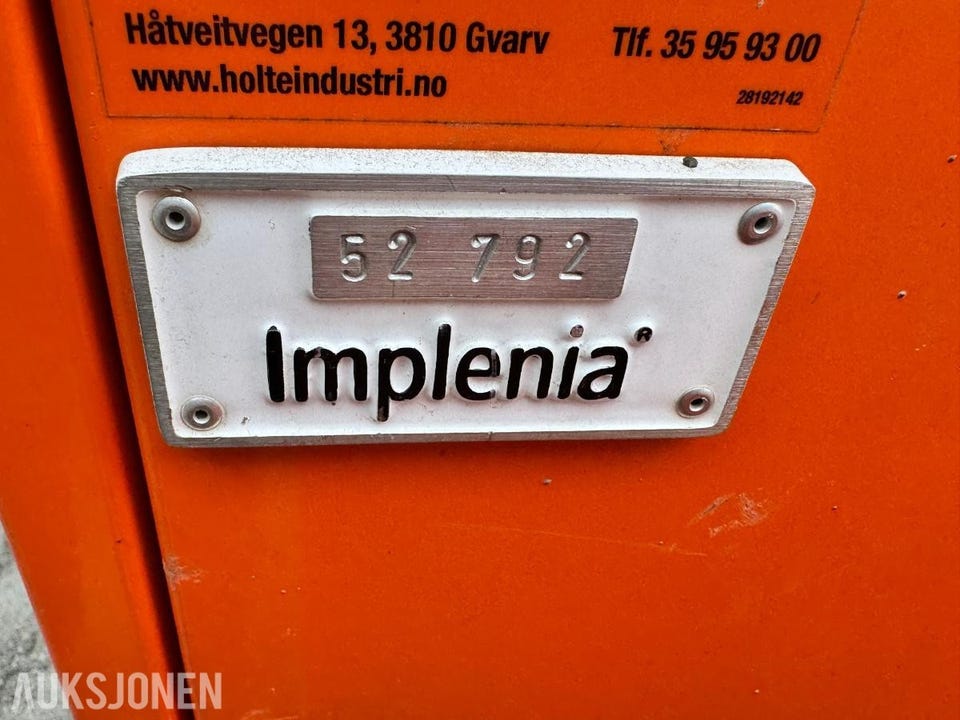 Håtveitvegen 13, 3810 Gvarv Tlf. 35 95 93 00
www.holteindustri.no
28192142
52 792
Implenia®
AUKSJONEN